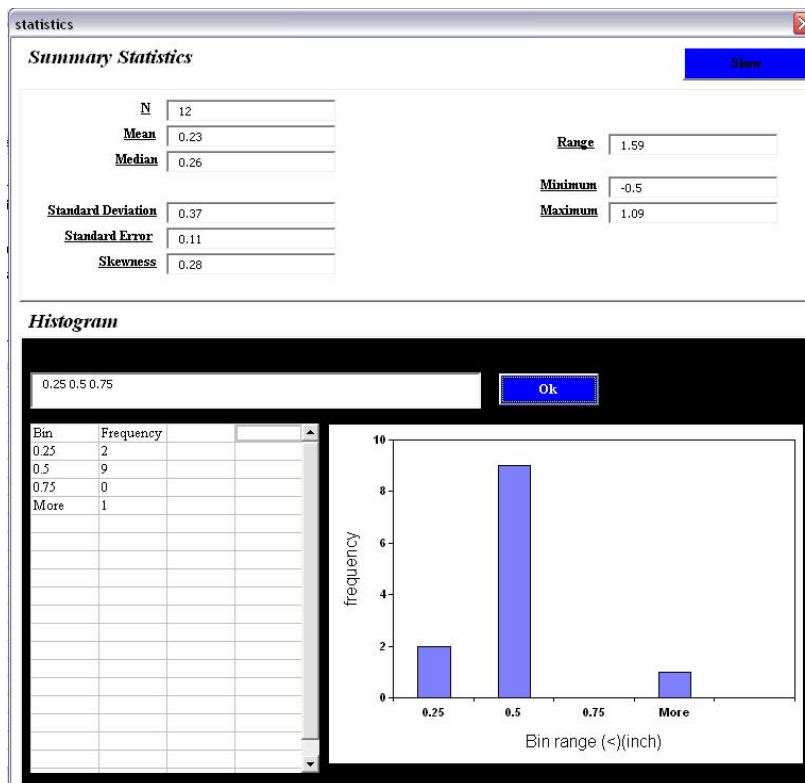 statistics
Summary Statistics
Show
N 12
Mean 0.23
Median 0.26
Range 1.59
Minimum -0.5
Maximum 1.09
Standard Deviation 0.37
Standard Error 0.11
Skewness 0.28
Histogram
0.25 0.5 0.75
Ok
Bin Frequency
0.25 2
0.5 9
0.75 0
More 1
frequency
10
8
6
4
2
0
0.25 0.5 0.75 More
Bin range (<)(inch)